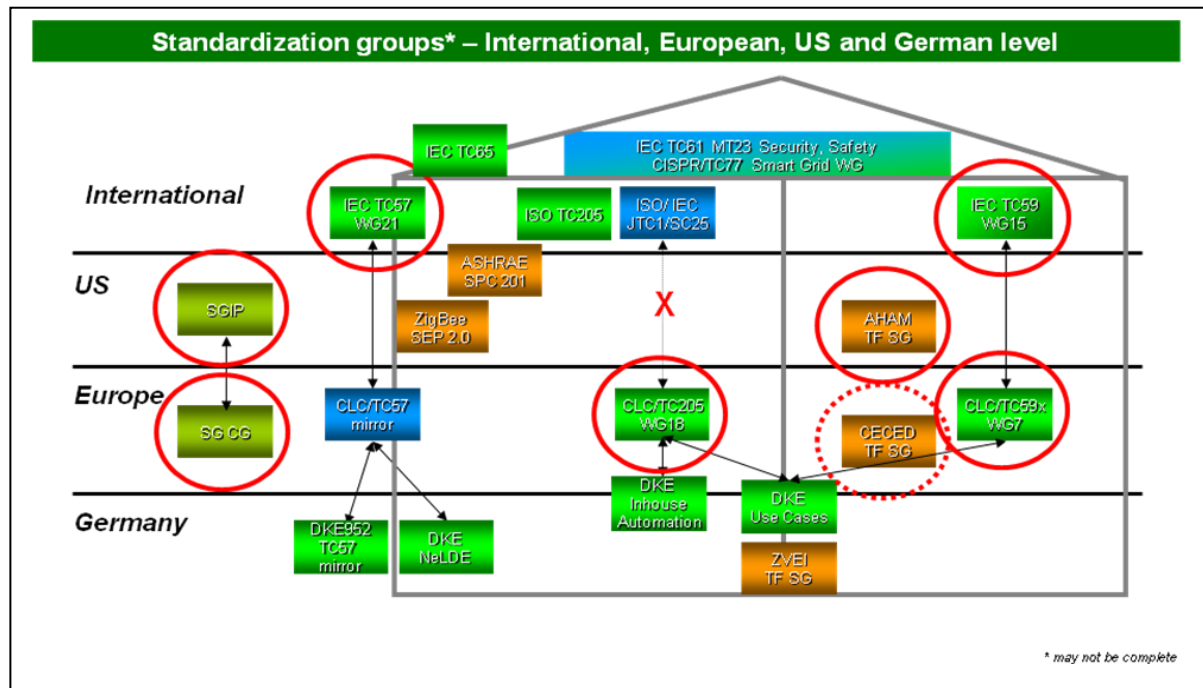 Standardization groups* – International, European, US and German level
IEC TC65
IEC TC61 MT23 Security, Safety
CISPR/TC77 Smart Grid WG
International
IEC TC57
WG21
ISO TC205
ISO/ IEC
JTC1/SC25
IEC TC59
WG15
US
ASHRAE
SPC 201
SGIP
ZigBee
SEP 2.0
X
AHAM
TF SG
Europe
SG CG
CLC/TC57
mirror
CLC/TC205
WG18
CECED
TF SG
CLC/TC59x
WG7
Germany
DKE952
TC57
mirror
DKE
NeLDE
DKE
Inhouse
Automation
DKE
Use Cases
ZVEI
TF SG
* may not be complete